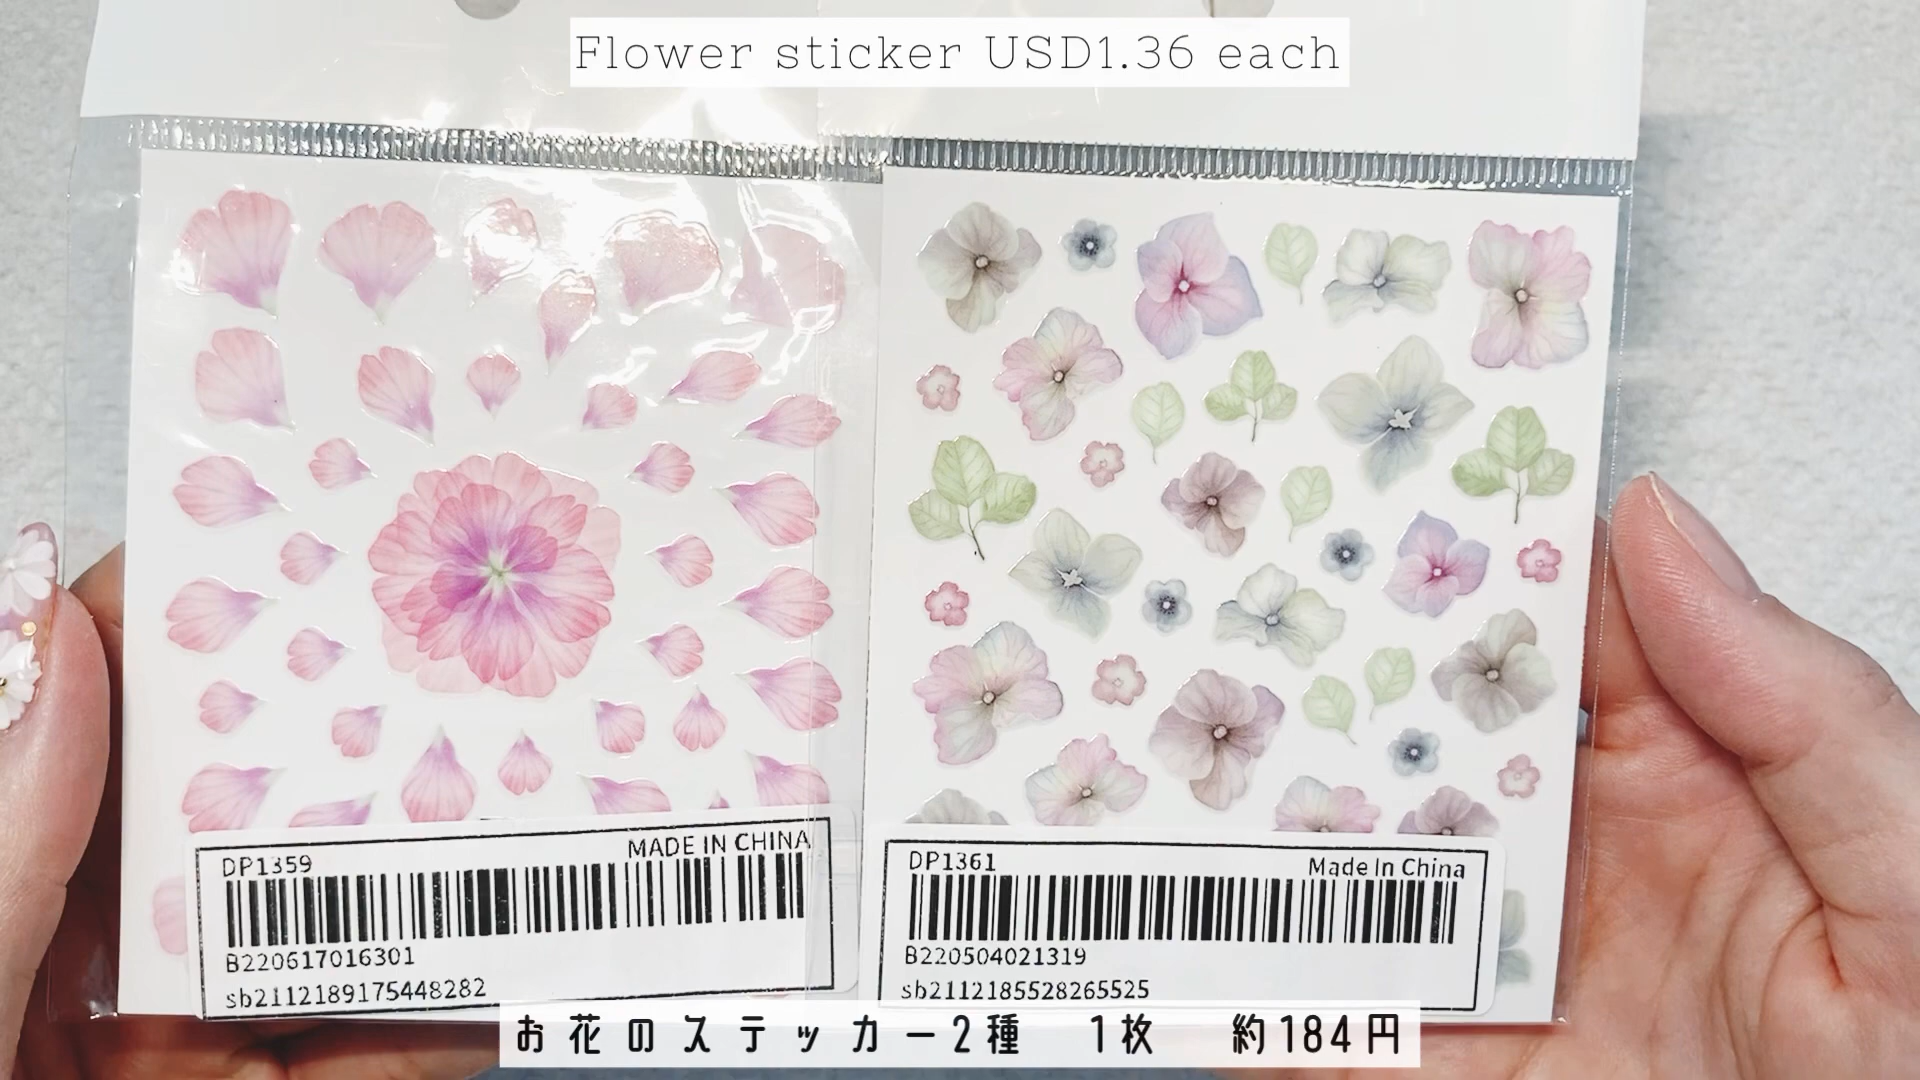 Flower sticker USD1.36 each
DP1359
MADE IN CHINA
B220617016301
sb2112189175448282
DP1361
Made In China
B220504021319
sb2112185528265525
お花のステッカー2種　1枚　約184円